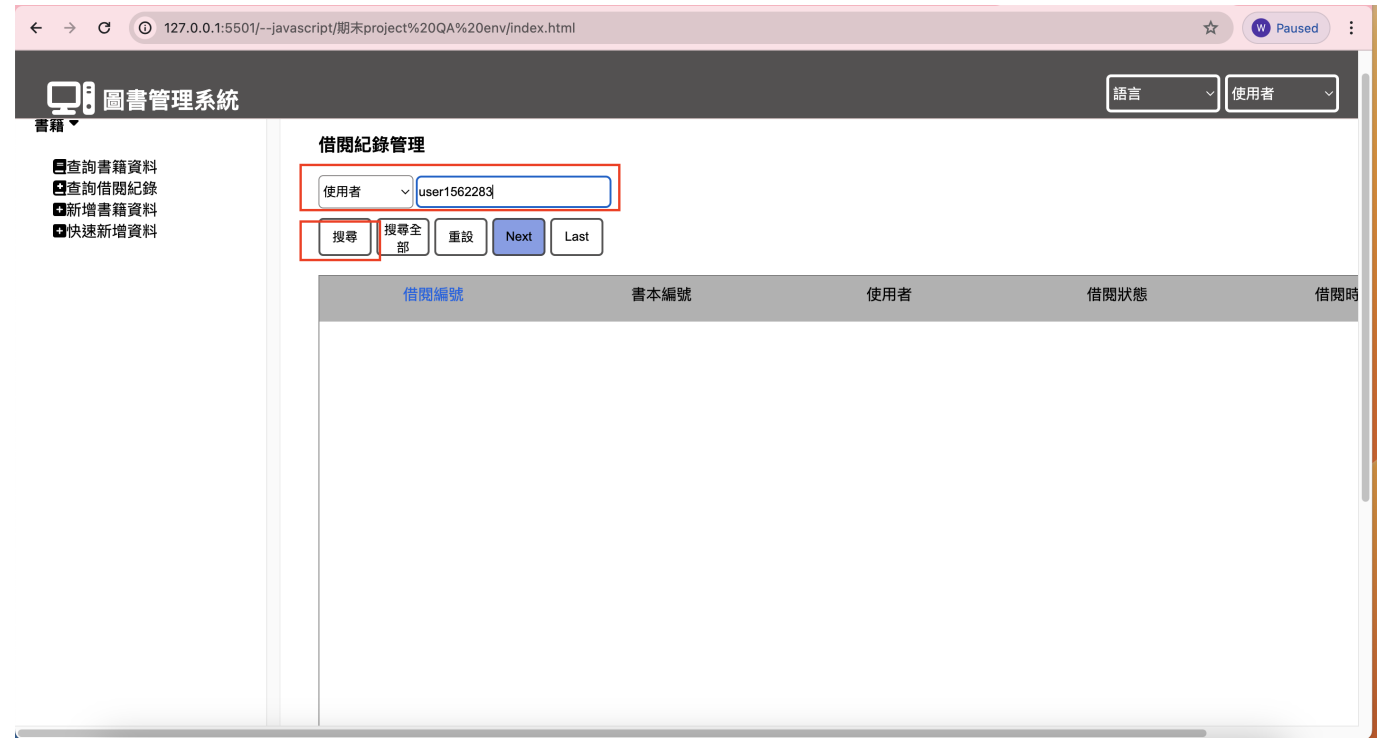 127.0.0.1:5501/--javascript/期末project%20QA%20env/index.html
W Paused
圖書管理系統
語言
使用者
書籍
查詢書籍資料
查詢借閱紀錄
新增書籍資料
快速新增資料
借閱紀錄管理
使用者
user1562283
搜尋
搜尋全
部
重設
Next
Last
借閱編號
書本編號
使用者
借閱狀態
借閱時